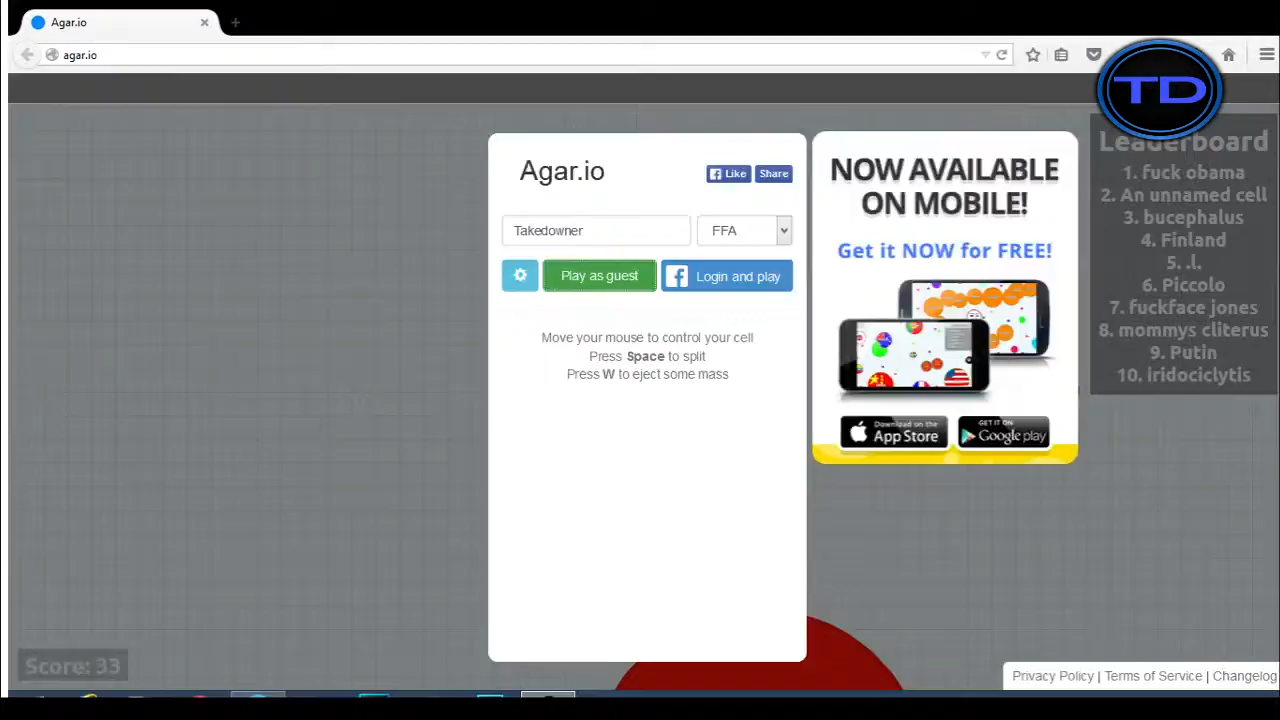 Agar.io
agar.io
TD
Agar.io
Like
Share
Takedowner
FFA
Play as guest
Login and play
Move your mouse to control your cell
Press Space to split
Press W to eject some mass
NOW AVAILABLE
ON MOBILE!
Get it NOW for FREE!
Download on the
App Store
GET IT ON
Google play
Leaderboard
1. fuck obama
2. An unnamed cell
3. bucephalus
4. Finland
5. .l.
6. Piccolo
7. fuckface jones
8. mommys cliterus
9. Putin
10. iridociclytis
Score: 33
Privacy Policy | Terms of Service | Changelog